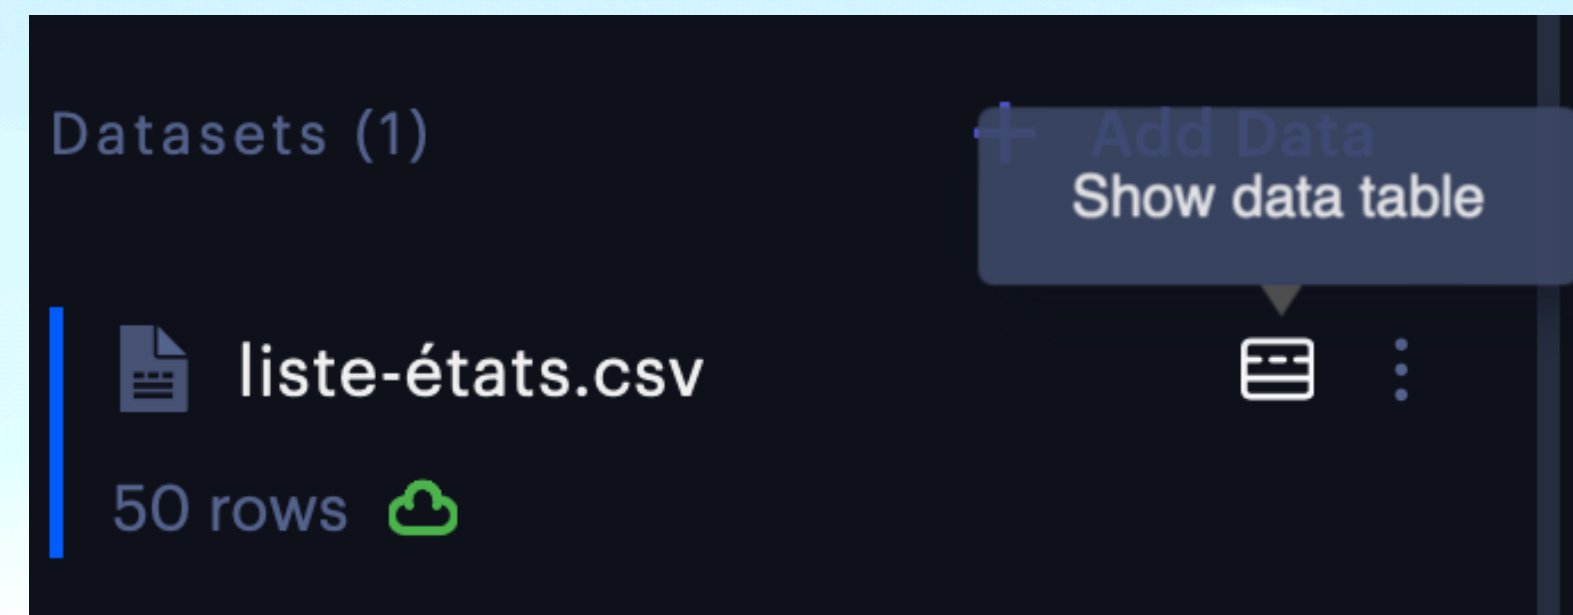 Datasets (1)
Add Data
Show data table
liste-états.csv
50 rows